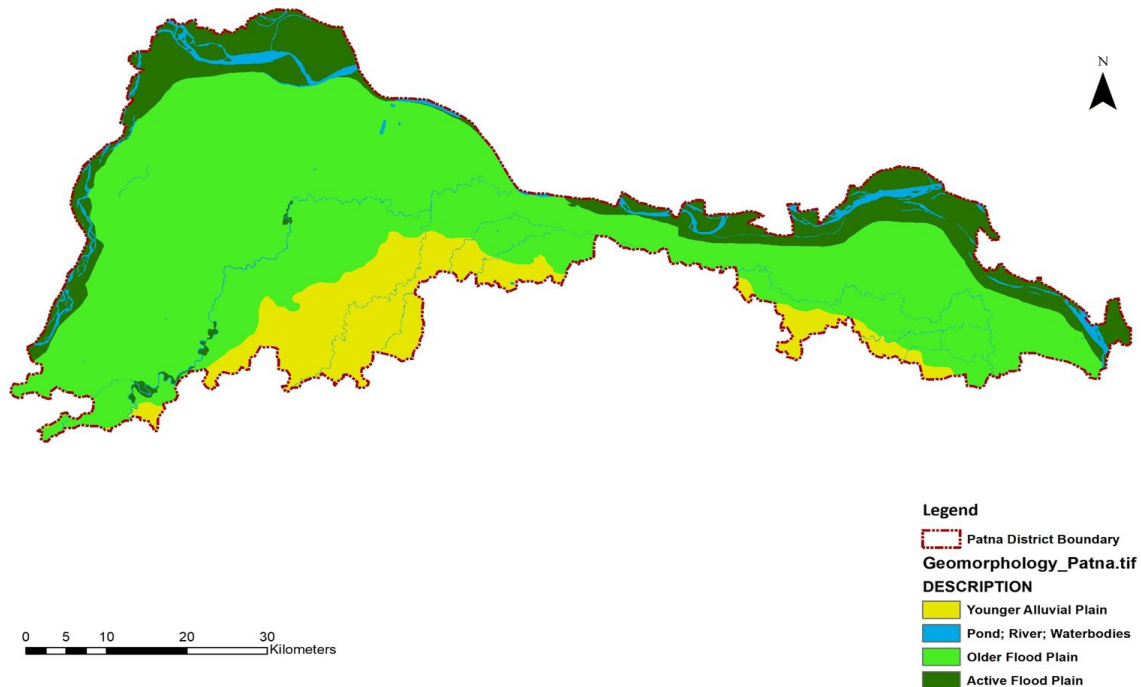 N
Legend
Patna District Boundary
Geomorphology_Patna.tif
DESCRIPTION
Younger Alluvial Plain
Pond; River; Waterbodies
Older Flood Plain
Active Flood Plain
0 5 10 20 30
Kilometers